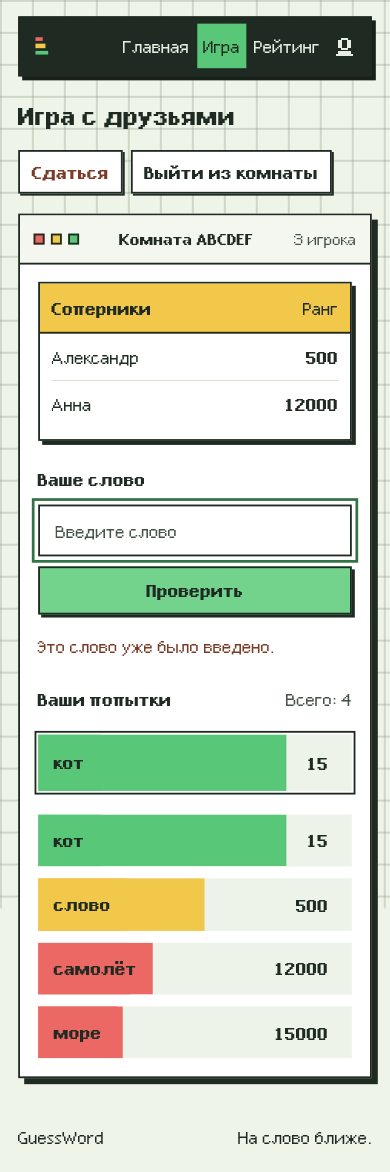 Главная Игра Рейтинг
Игра с друзьями
Сдаться Выйти из комнаты
Комната ABCDEF 3 игрока
Соперники Ранг
Александр 500
Анна 12000
Ваше слово
Введите слово
Проверить
Это слово уже было введено.
Ваши попытки Всего: 4
кот 15
кот 15
слово 500
самолёт 12000
море 15000
GuessWord На слово ближе.